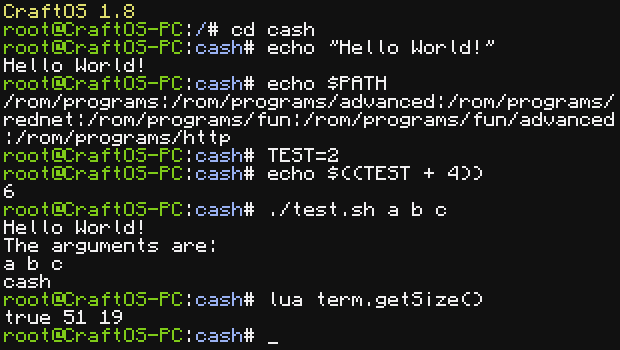 CraftOS 1.8
root@CraftOS-PC:/# cd cash
root@CraftOS-PC:cash# echo "Hello World!"
Hello World!
root@CraftOS-PC:cash# echo $PATH
/rom/programs:/rom/programs/advanced:/rom/programs/
rednet:/rom/programs/fun:/rom/programs/fun/advanced
:/rom/programs/http
root@CraftOS-PC:cash# TEST=2
root@CraftOS-PC:cash# echo $((TEST + 4))
6
root@CraftOS-PC:cash# ./test.sh a b c
Hello World!
The arguments are:
a b c
cash
root@CraftOS-PC:cash# lua term.getSize()
true 51 19
root@CraftOS-PC:cash# _